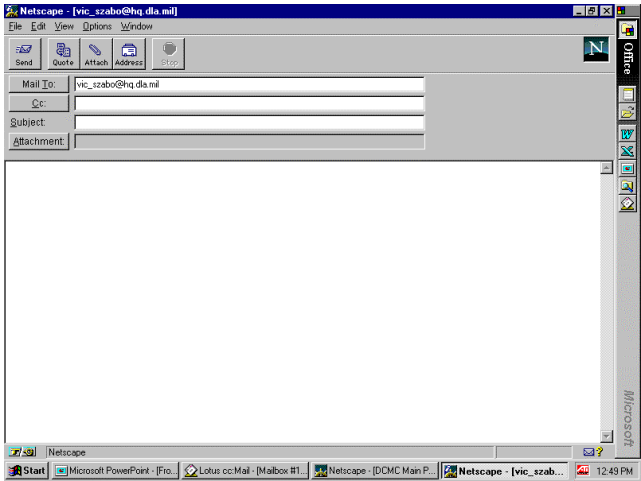 Netscape - [vic_szabo@hq.dla.mil]
File Edit View Options Window
Send Quote Attach Address Stop
N
Office
Mail To: vic_szabo@hq.dla.mil
Cc:
Subject:
Attachment:
W
X
Microsoft
Netscape
?
Start Microsoft PowerPoint - [Fro... Lotus cc:Mail - [Mailbox #1... Netscape - [DCMC Main P... Netscape - [vic_szab... 12:49 PM